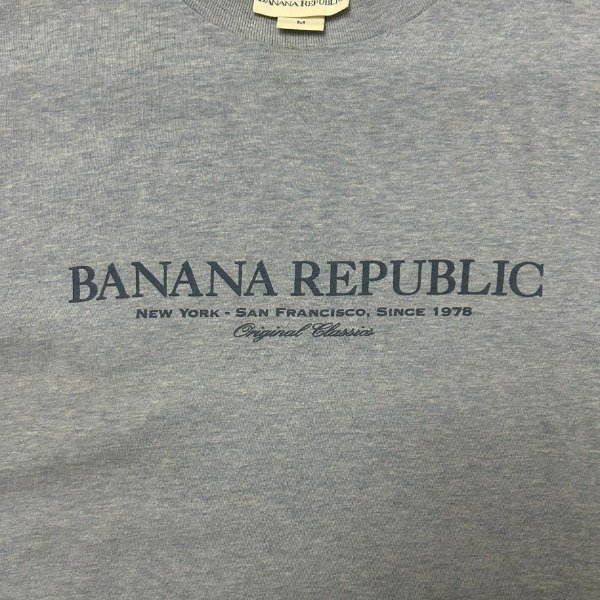 BANANA REPUBLIC
M
BANANA REPUBLIC
NEW YORK - SAN FRANCISCO, SINCE 1978
Original Classics